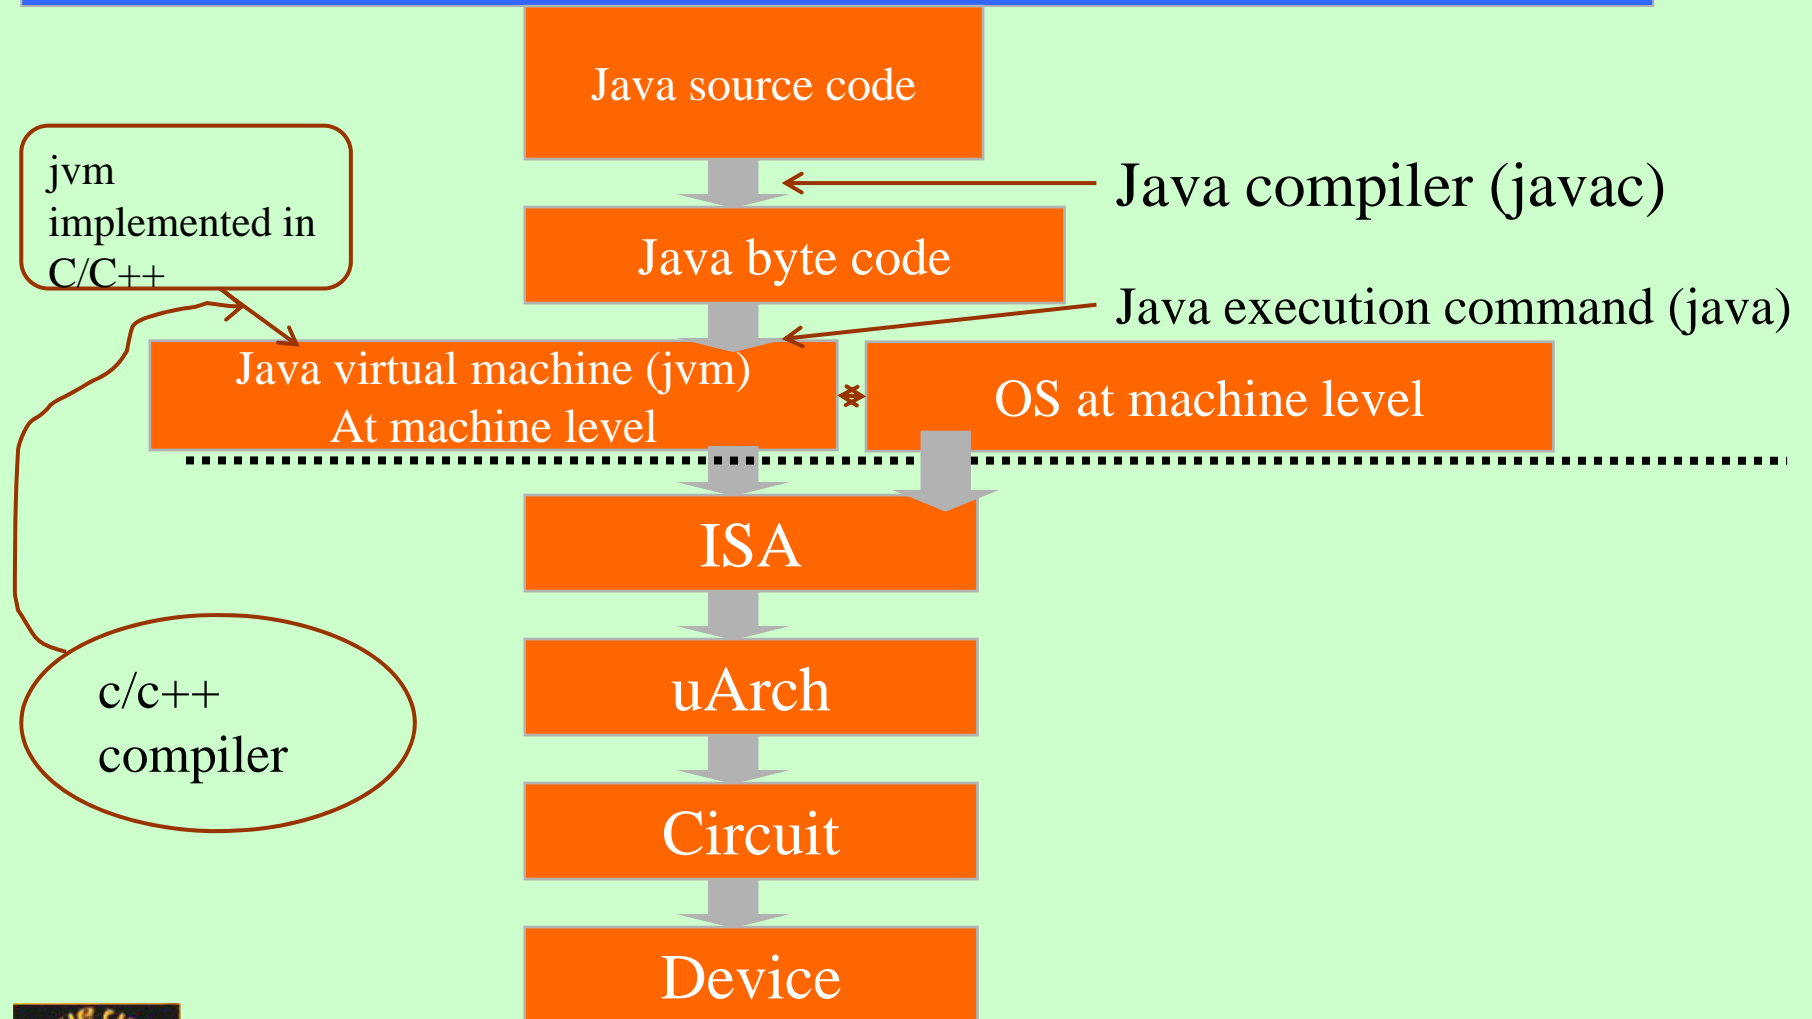 Java source code
jvm
implemented in
C/C++
Java compiler (javac)
Java byte code
Java execution command (java)
Java virtual machine (jvm)
At machine level
OS at machine level
ISA
uArch
c/c++
compiler
Circuit
Device